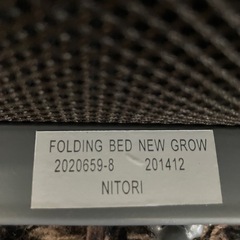 FOLDING BED NEW GROW
2020659-8 201412
NITORI